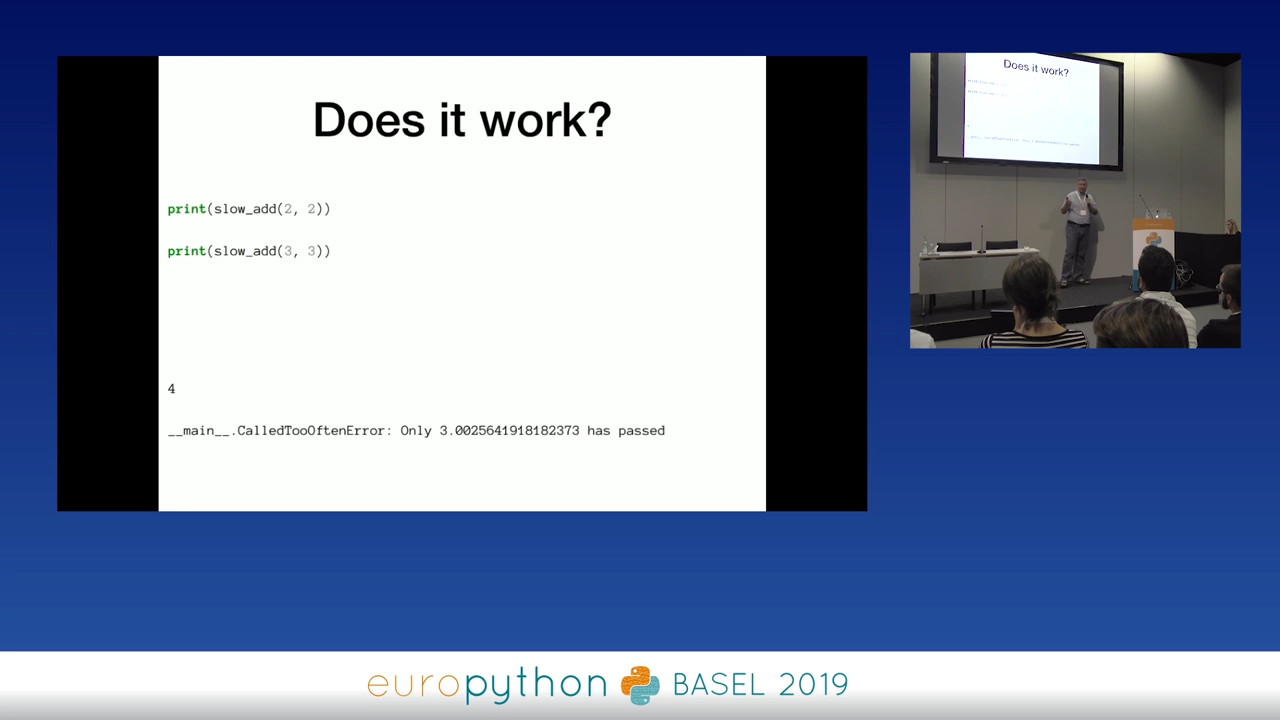 Does it work?
print(slow_add(2, 2))
print(slow_add(3, 3))
4
__main__.CalledTooOftenError: Only 3.0025641918182373 has passed
Does it work?
europython BASEL 2019